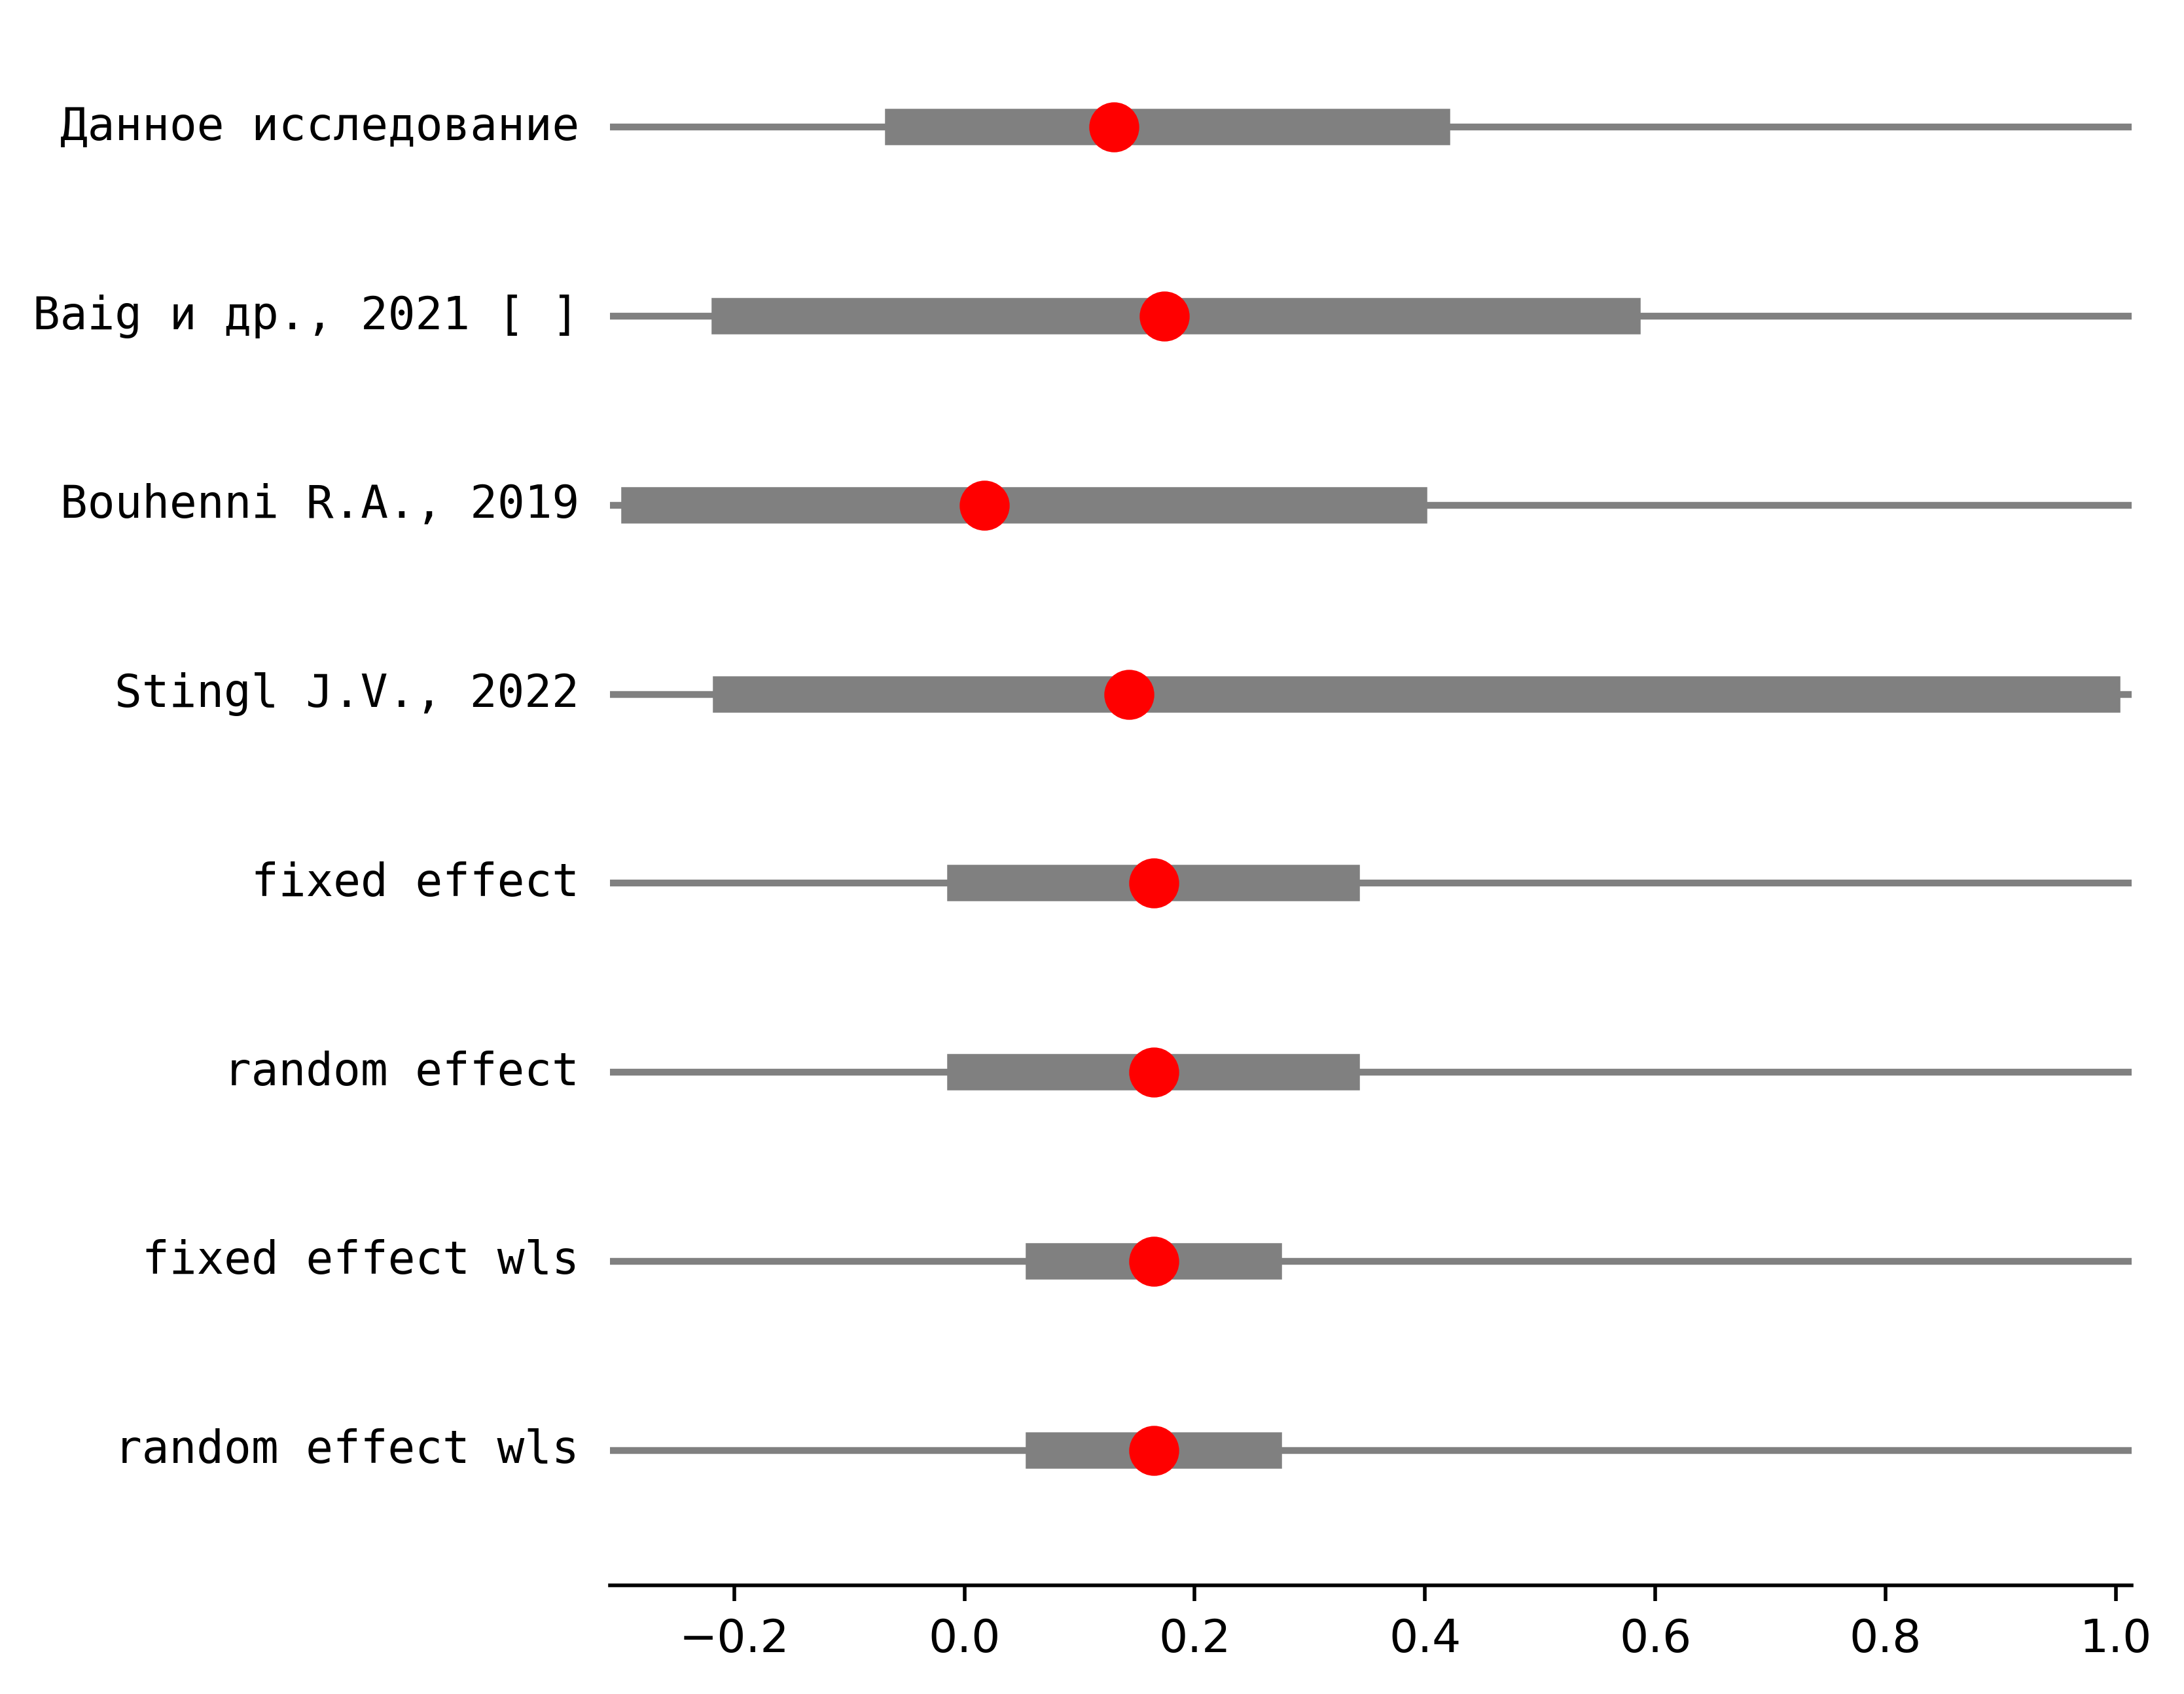 Данное исследование
Baig и др., 2021 [ ]
Bouhenni R.A., 2019
Stingl J.V., 2022
fixed effect
random effect
fixed effect wls
random effect wls
−0.2 0.0 0.2 0.4 0.6 0.8 1.0